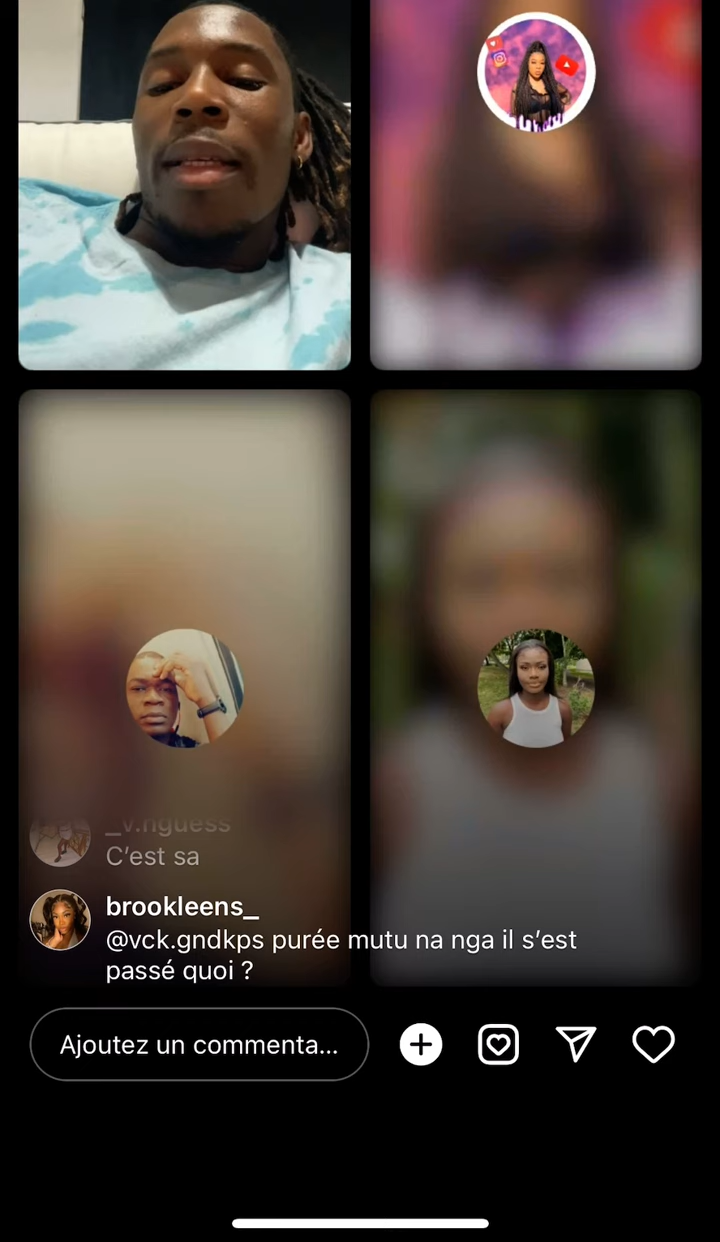 _v.nguess
C’est sa
brookleens_
@vck.gndkps purée mutu na nga il s’est
passé quoi ?
Ajoutez un commenta...